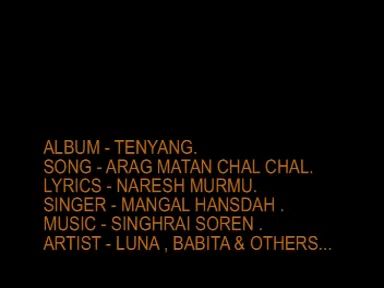 ALBUM - TENYANG.
SONG - ARAG MATAN CHAL CHAL.
LYRICS - NARESH MURMU.
SINGER - MANGAL HANSDAH .
MUSIC - SINGHRAI SOREN .
ARTIST - LUNA , BABITA & OTHERS...